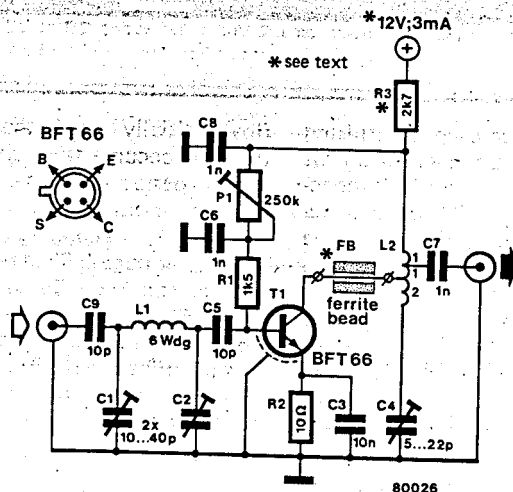 *12V;3mA
+
*see text
R3
*
2k7
BFT 66
B
E
S
C
C8
1n
P1
250k
C6
1n
R1
1k5
* FB
L2
C7
1
1
2
1n
ferrite
bead
T1
BFT 66
C9
10p
L1
6 Wdg
C5
10p
C1
2x
10...40p
C2
R2
10Ω
C3
10n
C4
5...22p
80026